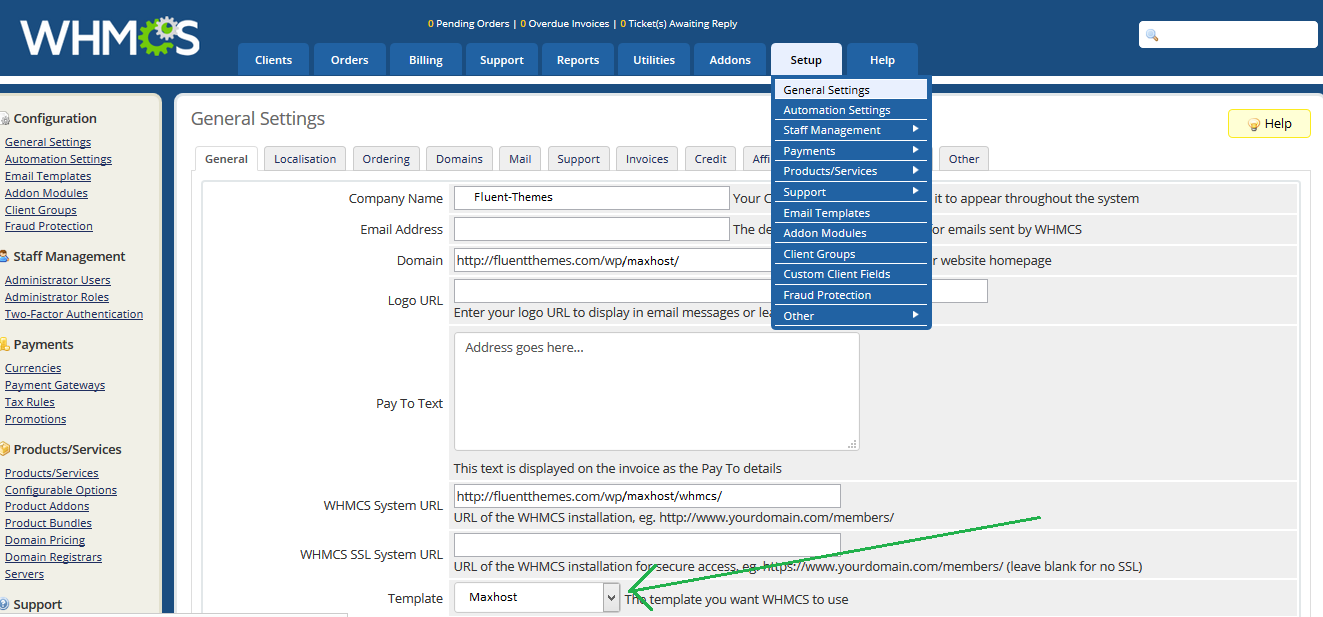 WHMCS
0 Pending Orders | 0 Overdue Invoices | 0 Ticket(s) Awaiting Reply
Clients Orders Billing Support Reports Utilities Addons Setup Help
General Settings
Automation Settings
Staff Management
Payments
Products/Services
Support
Email Templates
Addon Modules
Client Groups
Custom Client Fields
Fraud Protection
Other
Configuration
General Settings
Automation Settings
Email Templates
Addon Modules
Client Groups
Fraud Protection
Staff Management
Administrator Users
Administrator Roles
Two-Factor Authentication
Payments
Currencies
Payment Gateways
Tax Rules
Promotions
Products/Services
Products/Services
Configurable Options
Product Addons
Product Bundles
Domain Pricing
Domain Registrars
Servers
Support
General Settings
Help
General Localisation Ordering Domains Mail Support Invoices Credit Affi Other
Company Name Fluent-Themes Your C it to appear throughout the system
Email Address The de or emails sent by WHMCS
Domain http://fluentthemes.com/wp/maxhost/ r website homepage
Logo URL
Enter your logo URL to display in email messages or le
Pay To Text Address goes here...
This text is displayed on the invoice as the Pay To details
WHMCS System URL http://fluentthemes.com/wp/maxhost/whmcs/
URL of the WHMCS installation, eg. http://www.yourdomain.com/members/
WHMCS SSL System URL
URL of the WHMCS installation for secure access, eg. https://www.yourdomain.com/members/ (leave blank for no SSL)
Template Maxhost The template you want WHMCS to use